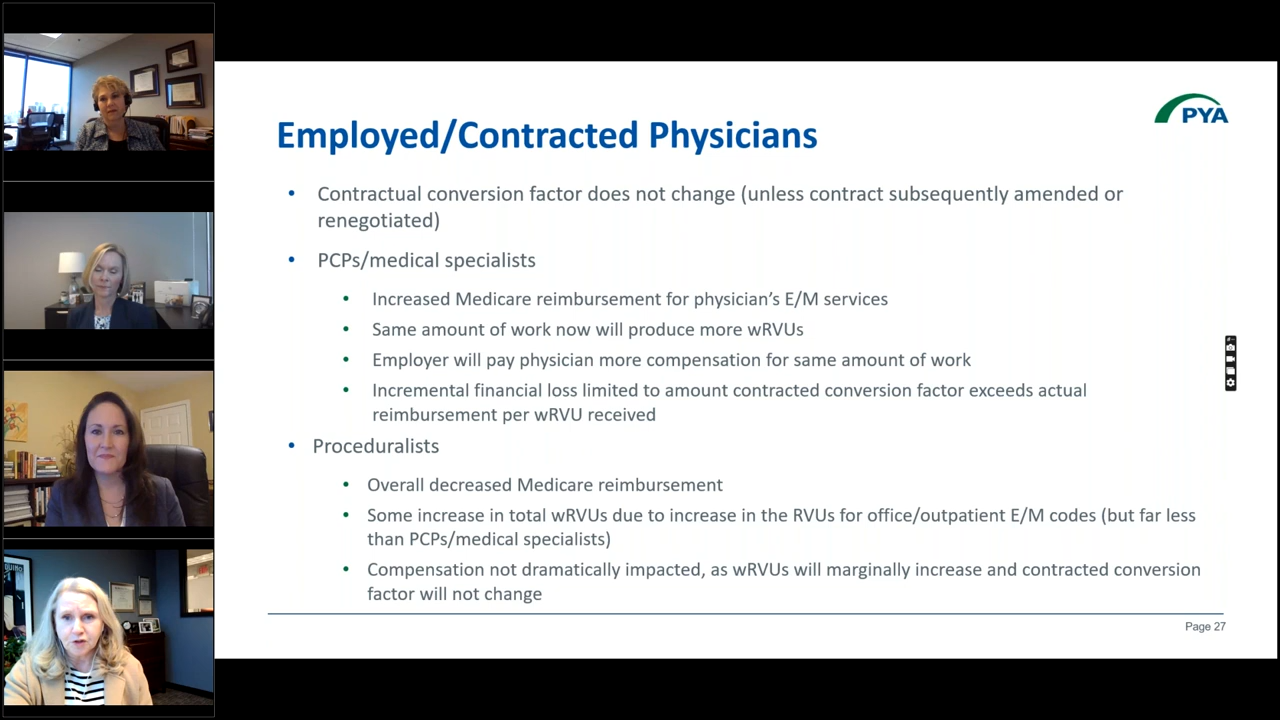 PYA
Employed/Contracted Physicians
• Contractual conversion factor does not change (unless contract subsequently amended or
renegotiated)
• PCPs/medical specialists
• Increased Medicare reimbursement for physician’s E/M services
• Same amount of work now will produce more wRVUs
• Employer will pay physician more compensation for same amount of work
• Incremental financial loss limited to amount contracted conversion factor exceeds actual
reimbursement per wRVU received
• Proceduralists
• Overall decreased Medicare reimbursement
• Some increase in total wRVUs due to increase in the RVUs for office/outpatient E/M codes (but far less
than PCPs/medical specialists)
• Compensation not dramatically impacted, as wRVUs will marginally increase and contracted conversion
factor will not change
Page 27